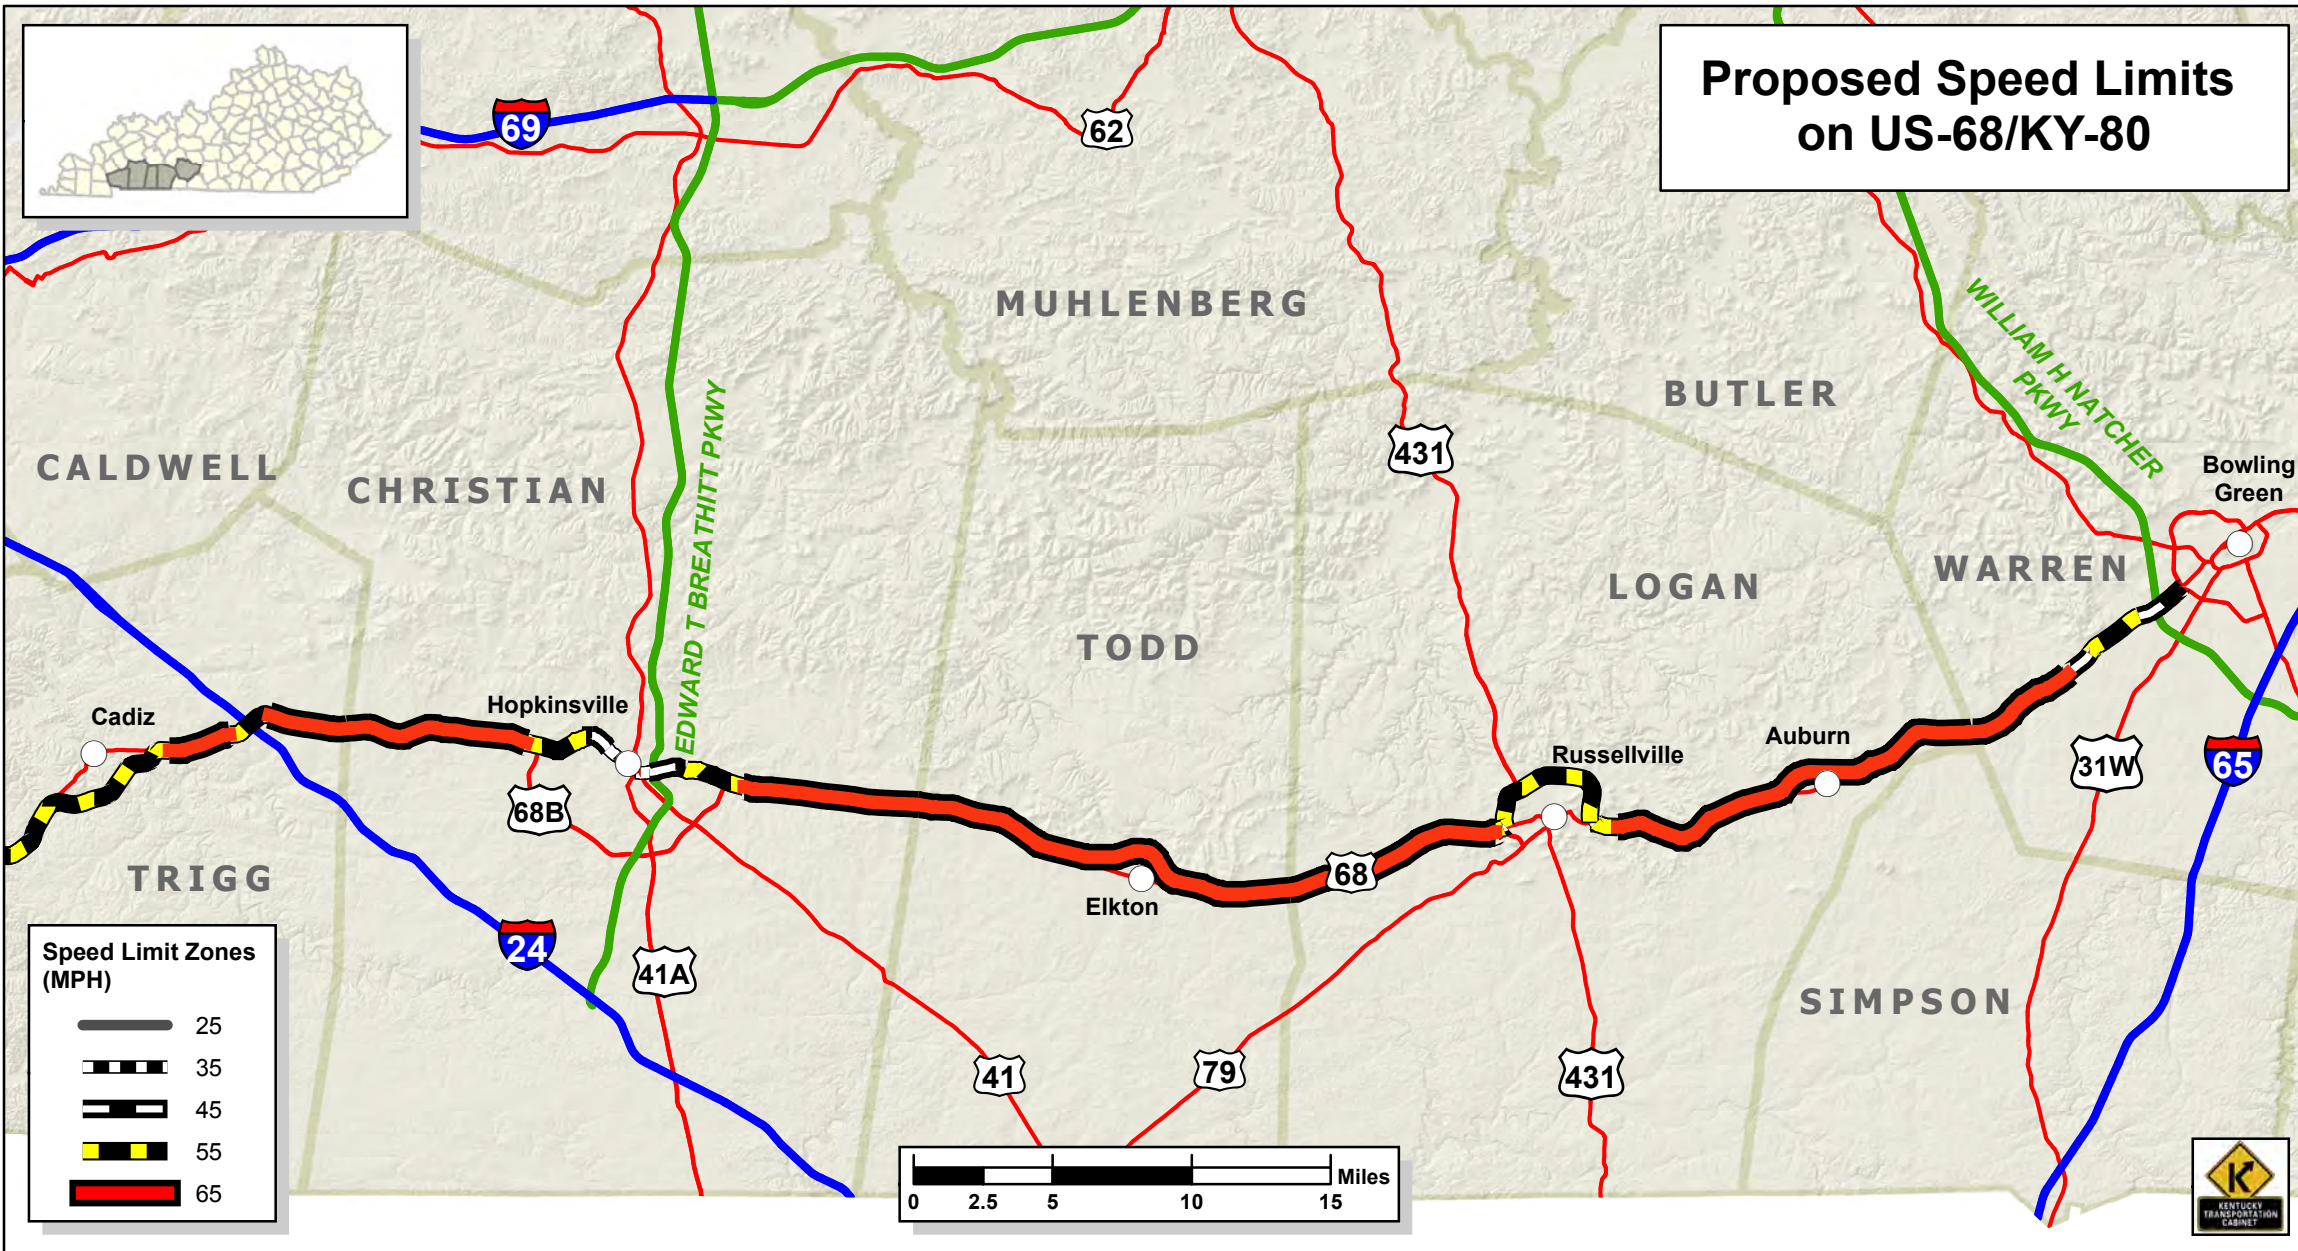 Proposed Speed Limits
on US-68/KY-80
69
62
MUHLENBERG
WILLIAM H NATCHER
PKWY
BUTLER
EDWARD T BREATHITT PKWY
431
CALDWELL
CHRISTIAN
Bowling
Green
WARREN
LOGAN
TODD
Cadiz
Hopkinsville
Russellville
Auburn
31W
65
68B
68
TRIGG
Elkton
24
41A
SIMPSON
41
79
431
Speed Limit Zones
(MPH)
25
35
45
55
65
Miles
0 2.5 5 10 15
KENTUCKY
TRANSPORTATION
CABINET